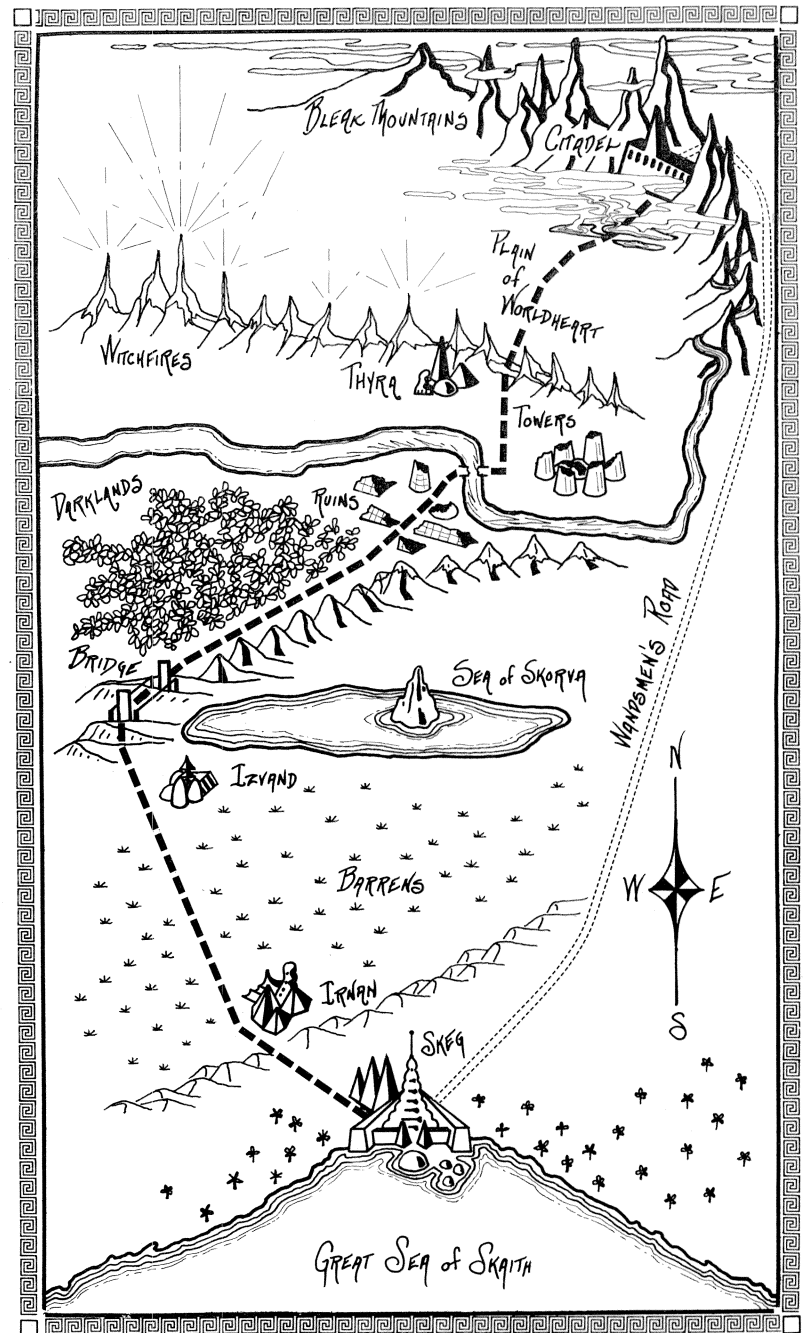 BLEAK MOUNTAINS
CITADEL
PLAIN
of
WORLDHEART
WITCHFIRES
THYRA
TOWERS
DARKLANDS
RUINS
BRIDGE
SEA of SKORVA
WANDSMEN'S ROAD
IZVAND
N
W E
S
BARRENS
IRNAN
SKEG
GREAT SEA of SKAITH